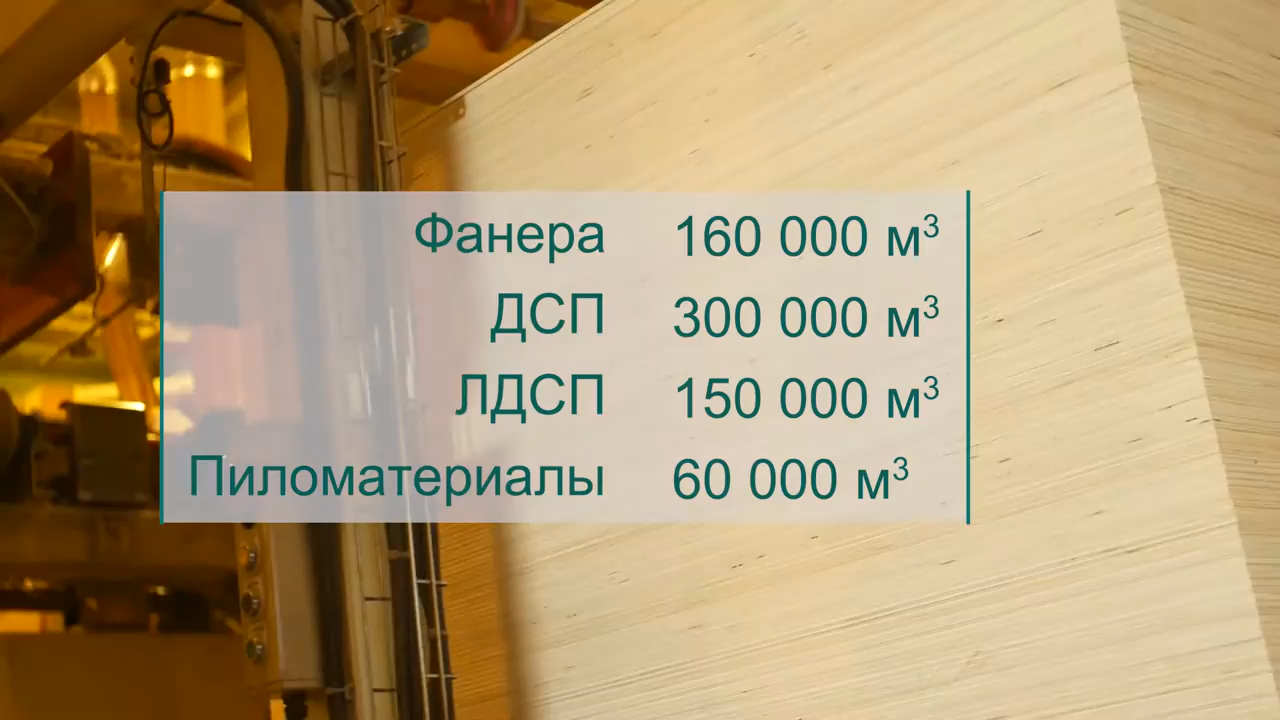 Фанера 160 000 м³
ДСП 300 000 м³
ЛДСП 150 000 м³
Пиломатериалы 60 000 м³